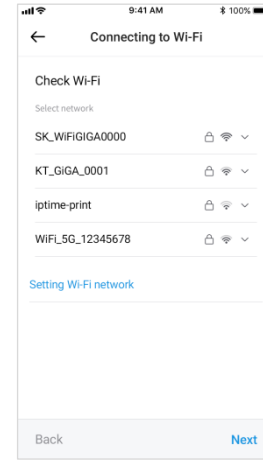 9:41 AM
100%
Connecting to Wi-Fi
Check Wi-Fi
Select network
SK_WiFiGIGA0000
KT_GiGA_0001
iptime-print
WiFi_5G_12345678
Setting Wi-Fi network
Back
Next